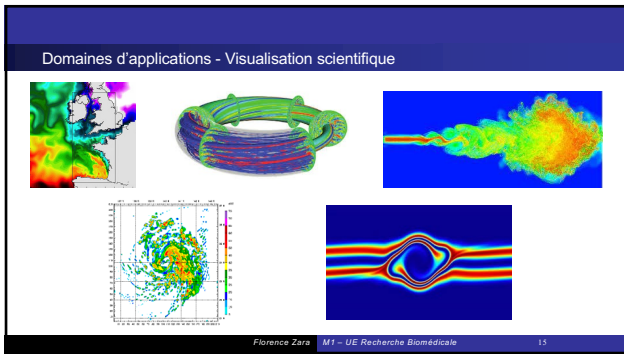 Domaines d'applications - Visualisation scientifique
Florence Zara M1 – UE Recherche Biomédicale 15